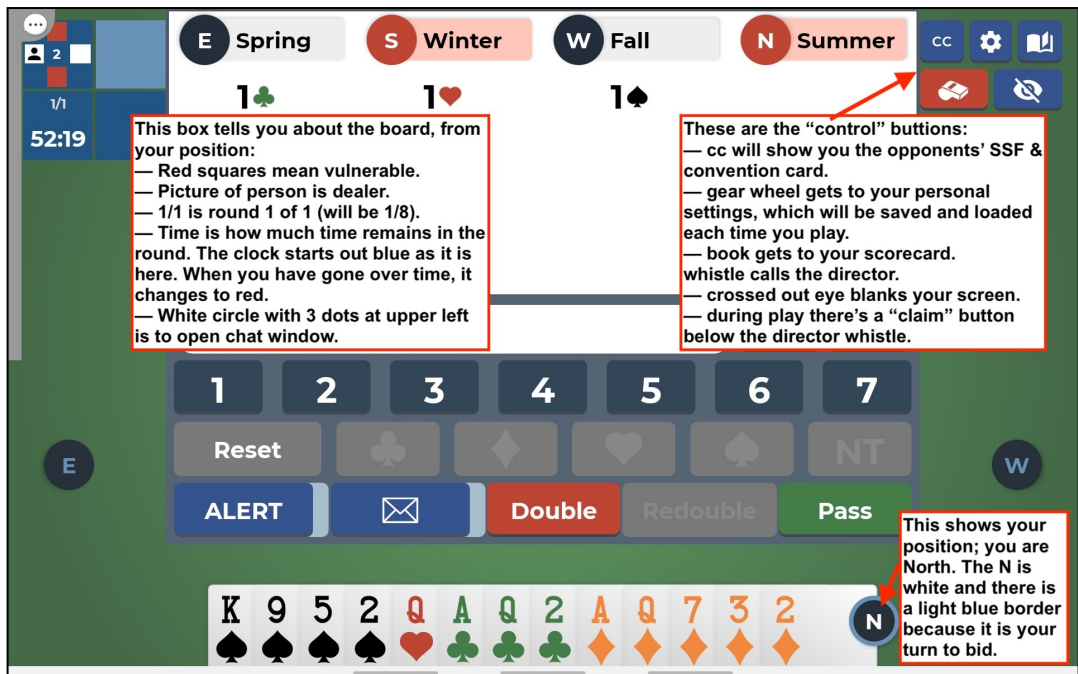 E Spring S Winter W Fall N Summer CC
2
1♣ 1♥ 1♠
1/1
52:19
This box tells you about the board, from
your position:
— Red squares mean vulnerable.
— Picture of person is dealer.
— 1/1 is round 1 of 1 (will be 1/8).
— Time is how much time remains in the
round. The clock starts out blue as it is
here. When you have gone over time, it
changes to red.
— White circle with 3 dots at upper left
is to open chat window.
These are the “control” buttions:
— cc will show you the opponents’ SSF &
convention card.
— gear wheel gets to your personal
settings, which will be saved and loaded
each time you play.
— book gets to your scorecard.
whistle calls the director.
— crossed out eye blanks your screen.
— during play there’s a “claim” button
below the director whistle.
1 2 3 4 5 6 7
Reset ♣ ♦ ♥ ♠ NT
E W
ALERT Double Redouble Pass
This shows your
position; you are
North. The N is
white and there is
a light blue border
because it is your
turn to bid.
K 9 5 2 Q A Q 2 A Q 7 3 2
♠ ♠ ♠ ♠ ♥ ♣ ♣ ♣ ♦ ♦ ♦ ♦ ♦
N